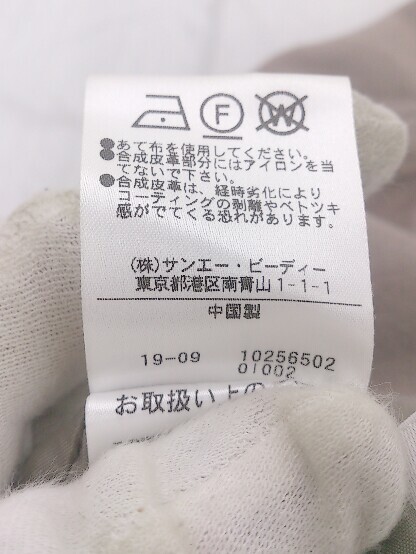 F W
●あて布を使用してください。
●合成皮革部分にはアイロンを当
てないで下さい。
●合成皮革は、経時劣化により
コーティングの剥離やベトツキ
感がでてくる恐れがあります。
(株)サンエー・ビーディー
東京都港区南青山1-1-1
中国製
19-09 10256502
01002
お取扱い上の